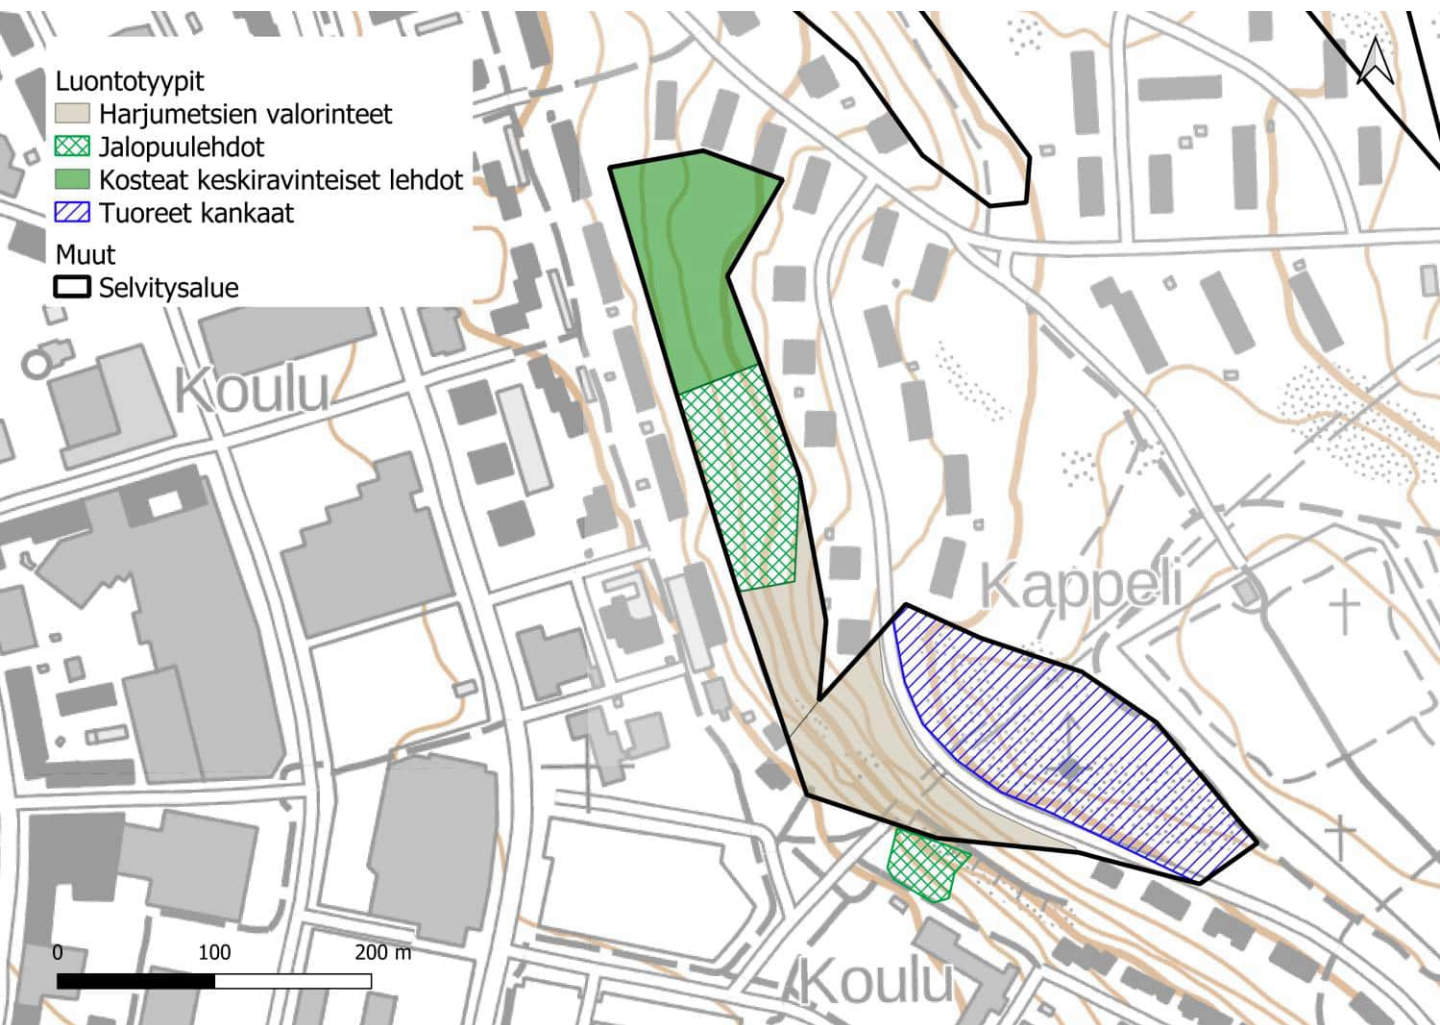 Luontotyypit
Harjumetsien valorinteet
Jalopuulehdot
Kosteat keskiravinteiset lehdot
Tuoreet kankaat
Muut
Selvitysalue
Koulu
Kappeli
0 100 200 m
Koulu